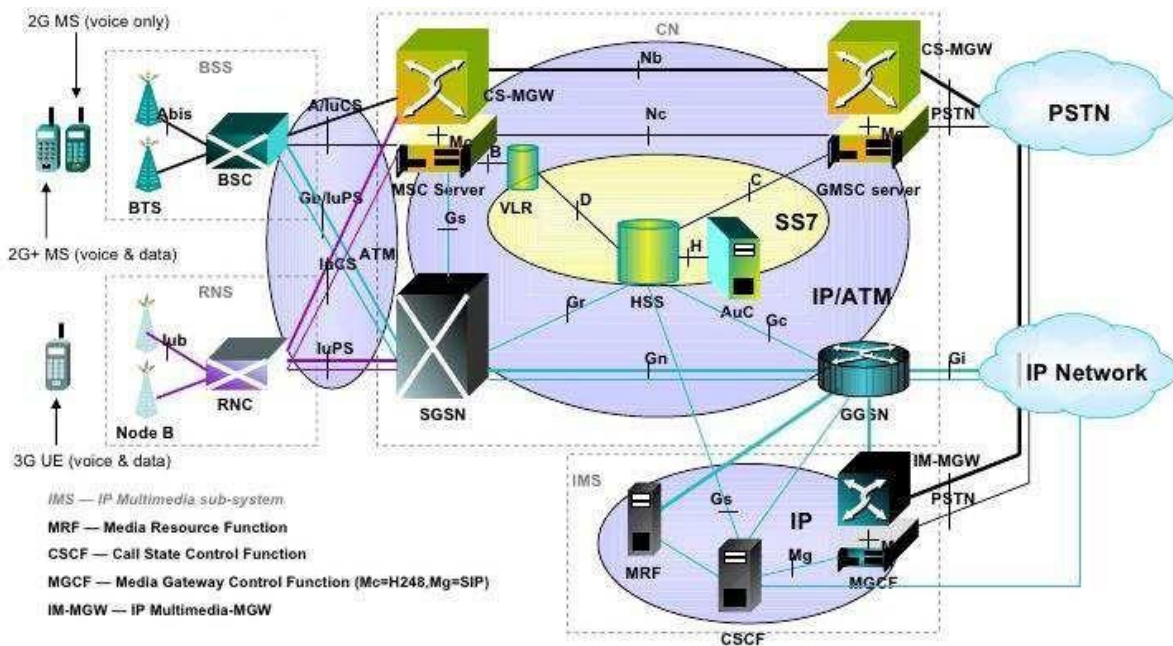 2G MS (voice only)
CN
CS-MGW
BSS
Nb
Abis
A/IuCS
CS-MGW
PSTN
PSTN
Nc
Mc
B
BSC
MSC Server
GMSC server
C
BTS
VLR
D
SS7
Gb/IuPS
Gs
H
2G+ MS (voice & data)
ATM
IuCS
RNS
HSS
IP/ATM
AuC
Gr
Gc
Iub
IuPS
Gn
Gi
IP Network
RNC
SGSN
GGSN
Node B
3G UE (voice & data)
IM-MGW
IMS
PSTN
IMS — IP Multimedia sub-system
Gs
IP
MRF — Media Resource Function
CSCF — Call State Control Function
Mg
MRF
MGCF
MGCF — Media Gateway Control Function (Mc=H248,Mg=SIP)
IM-MGW — IP Multimedia-MGW
CSCF